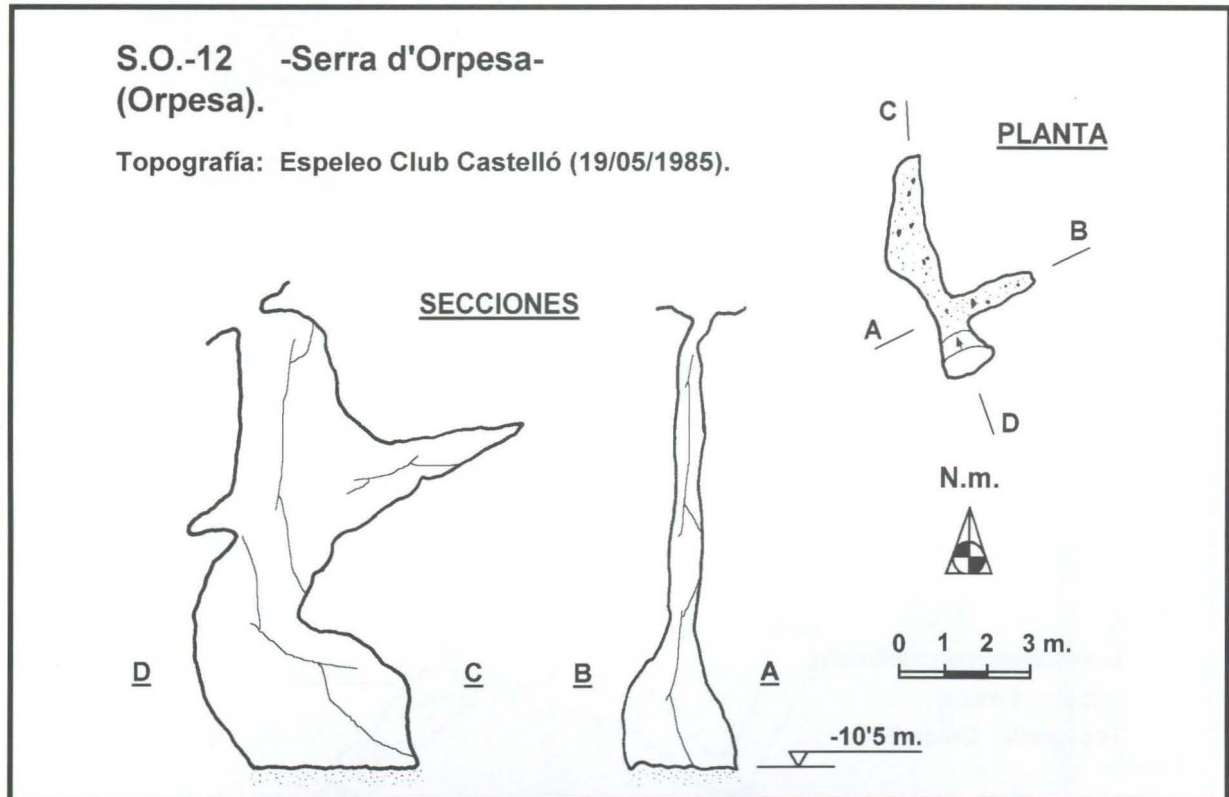 S.O.-12 -Serra d'Orpesa-
(Orpesa).
Topografía: Espeleo Club Castelló (19/05/1985).
PLANTA
C
B
A
D
SECCIONES
N.m.
0 1 2 3 m.
D
C
B
A
-10'5 m.